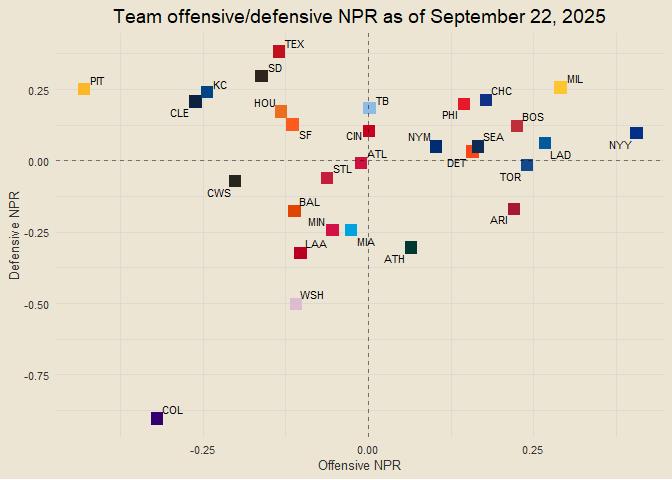 Team offensive/defensive NPR as of September 22, 2025
TEX
SD
PIT
KC
MIL
CLE
HOU
TB
CHC
PHI
SF
CIN
BOS
NYM
SEA
NYY
ATL
DET
LAD
STL
TOR
CWS
BAL
ARI
MIN
LAA
MIA
ATH
WSH
COL
0.25
0.00
-0.25
-0.50
-0.75
Defensive NPR
-0.25
0.00
0.25
Offensive NPR